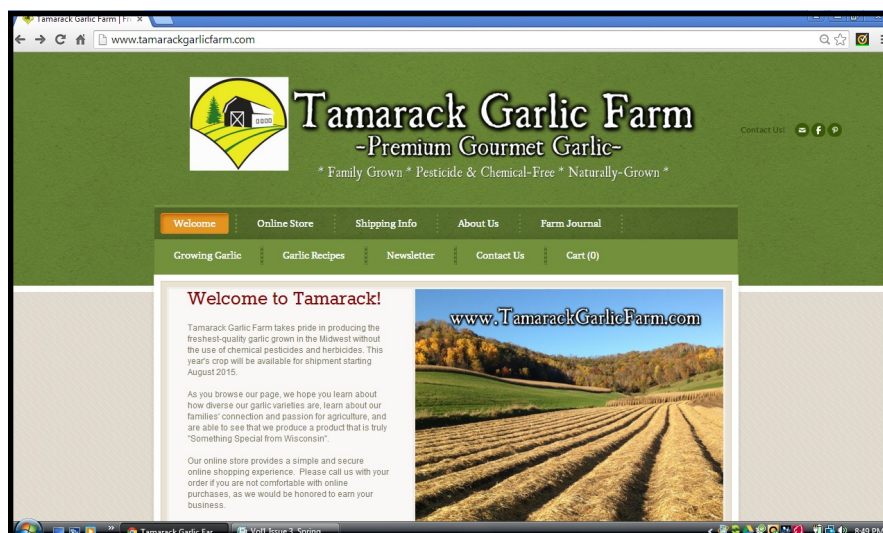 Tamarack Garlic Farm | Fr
www.tamarackgarlicfarm.com
Tamarack Garlic Farm
~Premium Gourmet Garlic~
* Family Grown * Pesticide & Chemical-Free * Naturally-Grown *
Contact Us!
Welcome Online Store Shipping Info About Us Farm Journal
Growing Garlic Garlic Recipes Newsletter Contact Us Cart (0)
Welcome to Tamarack!
www.TamarackGarlicFarm.com
Tamarack Garlic Farm takes pride in producing the
freshest-quality garlic grown in the Midwest without
the use of chemical pesticides and herbicides. This
year's crop will be available for shipment starting
August 2015.
As you browse our page, we hope you learn about
how diverse our garlic varieties are, learn about our
families' connection and passion for agriculture, and
are able to see that we produce a product that is truly
"Something Special from Wisconsin".
Our online store provides a simple and secure
online shopping experience. Please call us with your
order if you are not comfortable with online
purchases, as we would be honored to earn your
business.
Tamarack Garlic Far... Vol1 Issue 3 Spring ... 8:49 PM